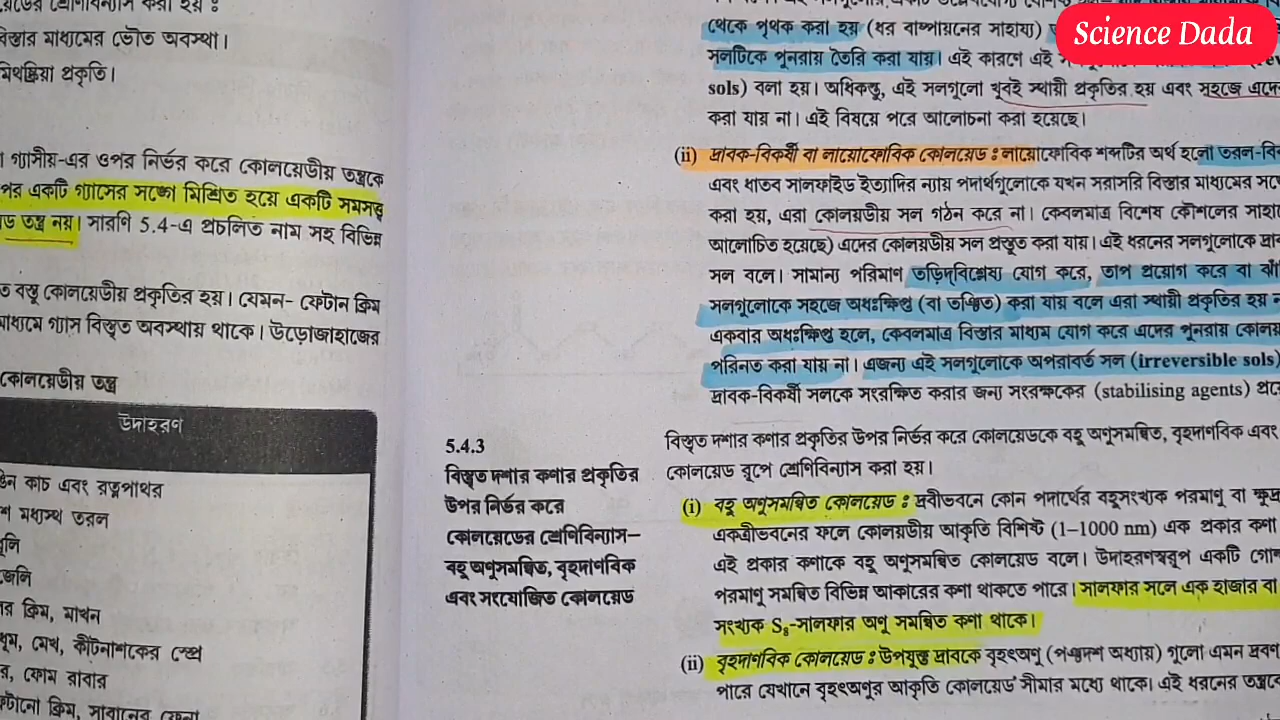 শ্রেণিবিন্যাস করা হয় :
বিস্তার মাধ্যমের ভৌত অবস্থা।
মিথষ্ক্রিয়া প্রকৃতি।
গ্যাসীয়-এর ওপর নির্ভর করে কোলয়েডীয় তন্ত্রকে
পর একটি গ্যাসের সঙ্গে মিশ্রিত হয়ে একটি সমসত্ত্ব
তন্ত্র নয়। সারণি 5.4-এ প্রচলিত নাম সহ বিভিন্ন
বস্তু কোলয়েডীয় প্রকৃতির হয়। যেমন- ফেটান ক্রিম
মাধ্যমে গ্যাস বিস্তৃত অবস্থায় থাকে। উড়োজাহাজের
কোলয়েডীয় তন্ত্র
উদাহরণ
কাচ এবং রত্নপাথর
মধ্যস্থ তরল
জেলি
ক্রিম, মাখন
ধূম, মেঘ, কীটনাশকের স্প্রে
ফোম রাবার
ফেটানো ক্রিম, সাবানের ফেনা
Science Dada
থেকে পৃথক করা হয় (ধর বাষ্পায়নের সাহায্য)
সলটিকে পুনরায় তৈরি করা যায়। এই কারণে এই
sols) বলা হয়। অধিকন্তু, এই সলগুলো খুবই স্থায়ী প্রকৃতির হয় এবং সহজে এদের
করা যায় না। এই বিষয়ে পরে আলোচনা করা হয়েছে।
(ii) দ্রাবক-বিকর্ষী বা লায়োফোবিক কোলয়েড : লায়োফোবিক শব্দটির অর্থ হলো তরল-বি
এবং ধাতব সালফাইড ইত্যাদির ন্যায় পদার্থগুলোকে যখন সরাসরি বিস্তার মাধ্যমের
করা হয়, এরা কোলয়ডীয় সল গঠন করে না। কেবলমাত্র বিশেষ কৌশলের
আলোচিত হয়েছে) এদের কোলয়ডীয় সল প্রস্তুত করা যায়। এই ধরনের সলগুলোকে
সল বলে। সামান্য পরিমাণ তড়িদ্‌বিশ্লেষ্য যোগ করে, তাপ প্রয়োগ করে বা
সলগুলোকে সহজে অধঃক্ষিপ্ত (বা তঞ্চিত) করা যায় বলে এরা স্থায়ী প্রকৃতির হয়
একবার অধঃক্ষিপ্ত হলে, কেবলমাত্র বিস্তার মাধ্যম যোগ করে এদের পুনরায়
পরিনত করা যায় না। এজন্য এই সলগুলোকে অপরাবর্ত সল (irreversible sols)
দ্রাবক-বিকর্ষী সলকে সংরক্ষিত করার জন্য সংরক্ষকের (stabilising agents)
5.4.3
বিস্তৃত দশার কণার প্রকৃতির
উপর নির্ভর করে
কোলয়েডের শ্রেণিবিন্যাস–
বহু অণুসমন্বিত, বৃহদাণবিক
এবং সংযোজিত কোলয়েড
বিস্তৃত দশার কণার প্রকৃতির উপর নির্ভর করে কোলয়েডকে বহু অণুসমন্বিত, বৃহদাণবিক এবং
কোলয়েড রূপে শ্রেণিবিন্যাস করা হয়।
(i) বহু অণুসমন্বিত কোলয়েড : দ্রবীভবনে কোন পদার্থের বহুসংখ্যক পরমাণু বা ক্ষুদ্র
একত্রীভবনের ফলে কোলয়ডীয় আকৃতি বিশিষ্ট (1–1000 nm) এক প্রকার কণা
এই প্রকার কণাকে বহু অণুসমন্বিত কোলয়েড বলে। উদাহরণস্বরূপ একটি
পরমাণু সমন্বিত বিভিন্ন আকারের কণা থাকতে পারে। সালফার সলে এক হাজার বা
সংখ্যক S₈-সালফার অণু সমন্বিত কণা থাকে।
(ii) বৃহদাণবিক কোলয়েড : উপযুক্ত দ্রাবকে বৃহৎঅণু (পঞ্চদশ অধ্যায়) গুলো এমন দ্রবণ
পারে যেখানে বৃহৎঅণুর আকৃতি কোলয়েড সীমার মধ্যে থাকে। এই ধরনের